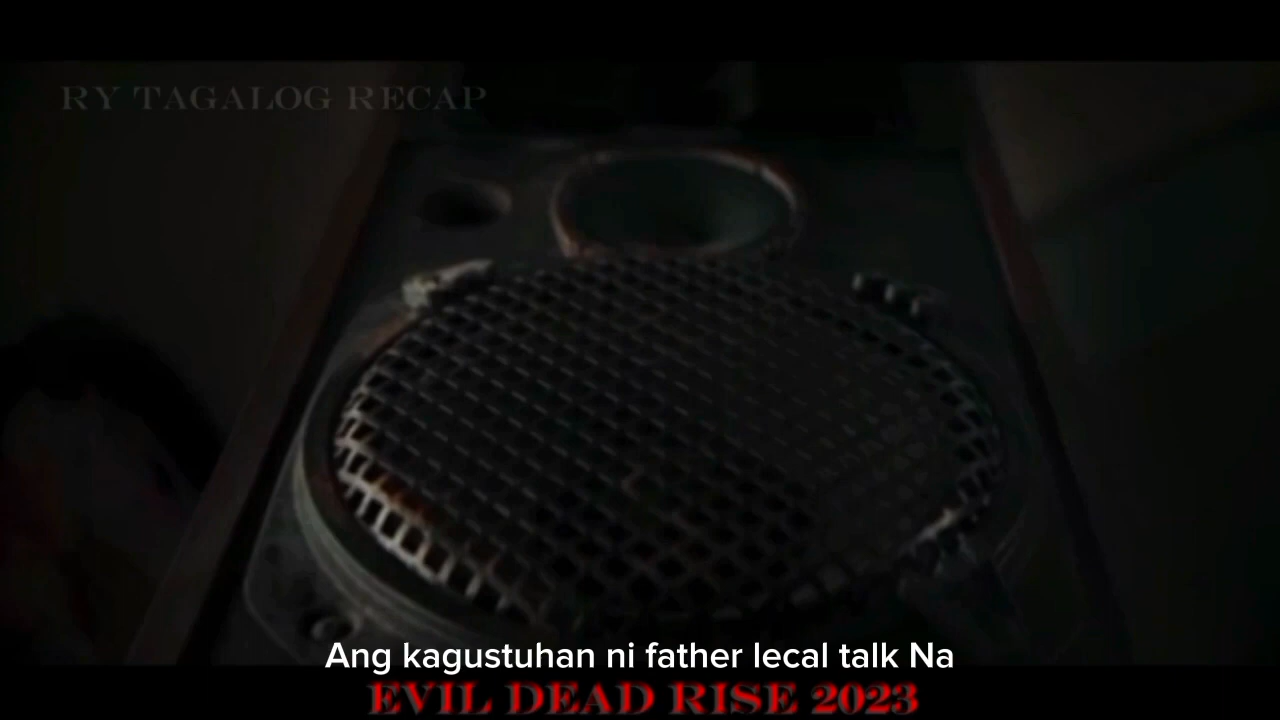 RY TAGALOG RECAP
Ang kagustuhan ni father lecal talk Na
EVIL DEAD RISE 2023